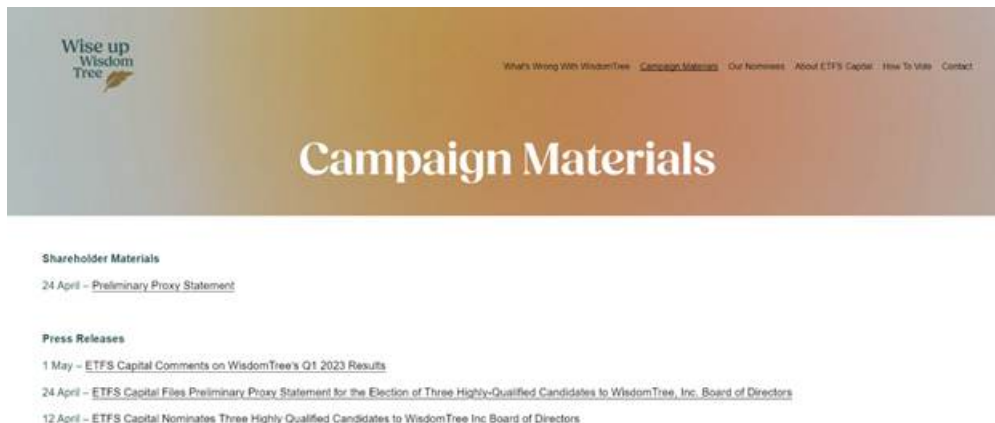 Wise up
Wisdom
Tree
What's Wrong With WisdomTree Campaign Materials Our Nominees About ETFS Capital How To Vote Contact
Campaign Materials
Shareholder Materials
24 April – Preliminary Proxy Statement
Press Releases
1 May – ETFS Capital Comments on WisdomTree's Q1 2023 Results
24 April – ETFS Capital Files Preliminary Proxy Statement for the Election of Three Highly-Qualified Candidates to WisdomTree, Inc. Board of Directors
12 April – ETFS Capital Nominates Three Highly Qualified Candidates to WisdomTree Inc Board of Directors